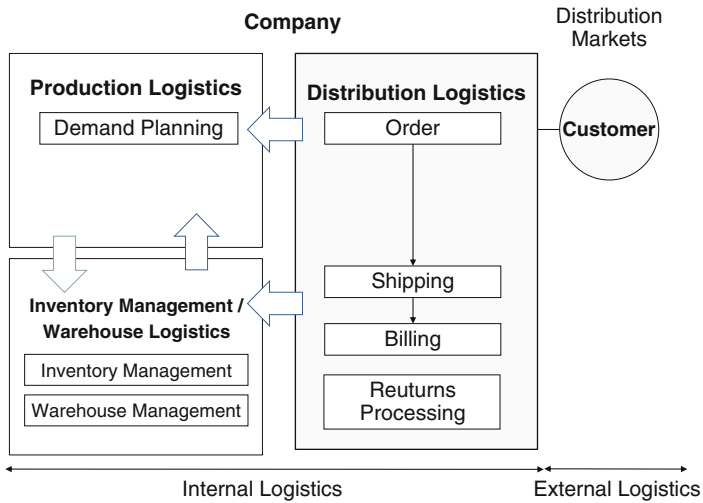 Company
Distribution
Markets
Production Logistics
Demand Planning
Distribution Logistics
Order
Customer
Shipping
Billing
Reuturns
Processing
Inventory Management /
Warehouse Logistics
Inventory Management
Warehouse Management
Internal Logistics
External Logistics